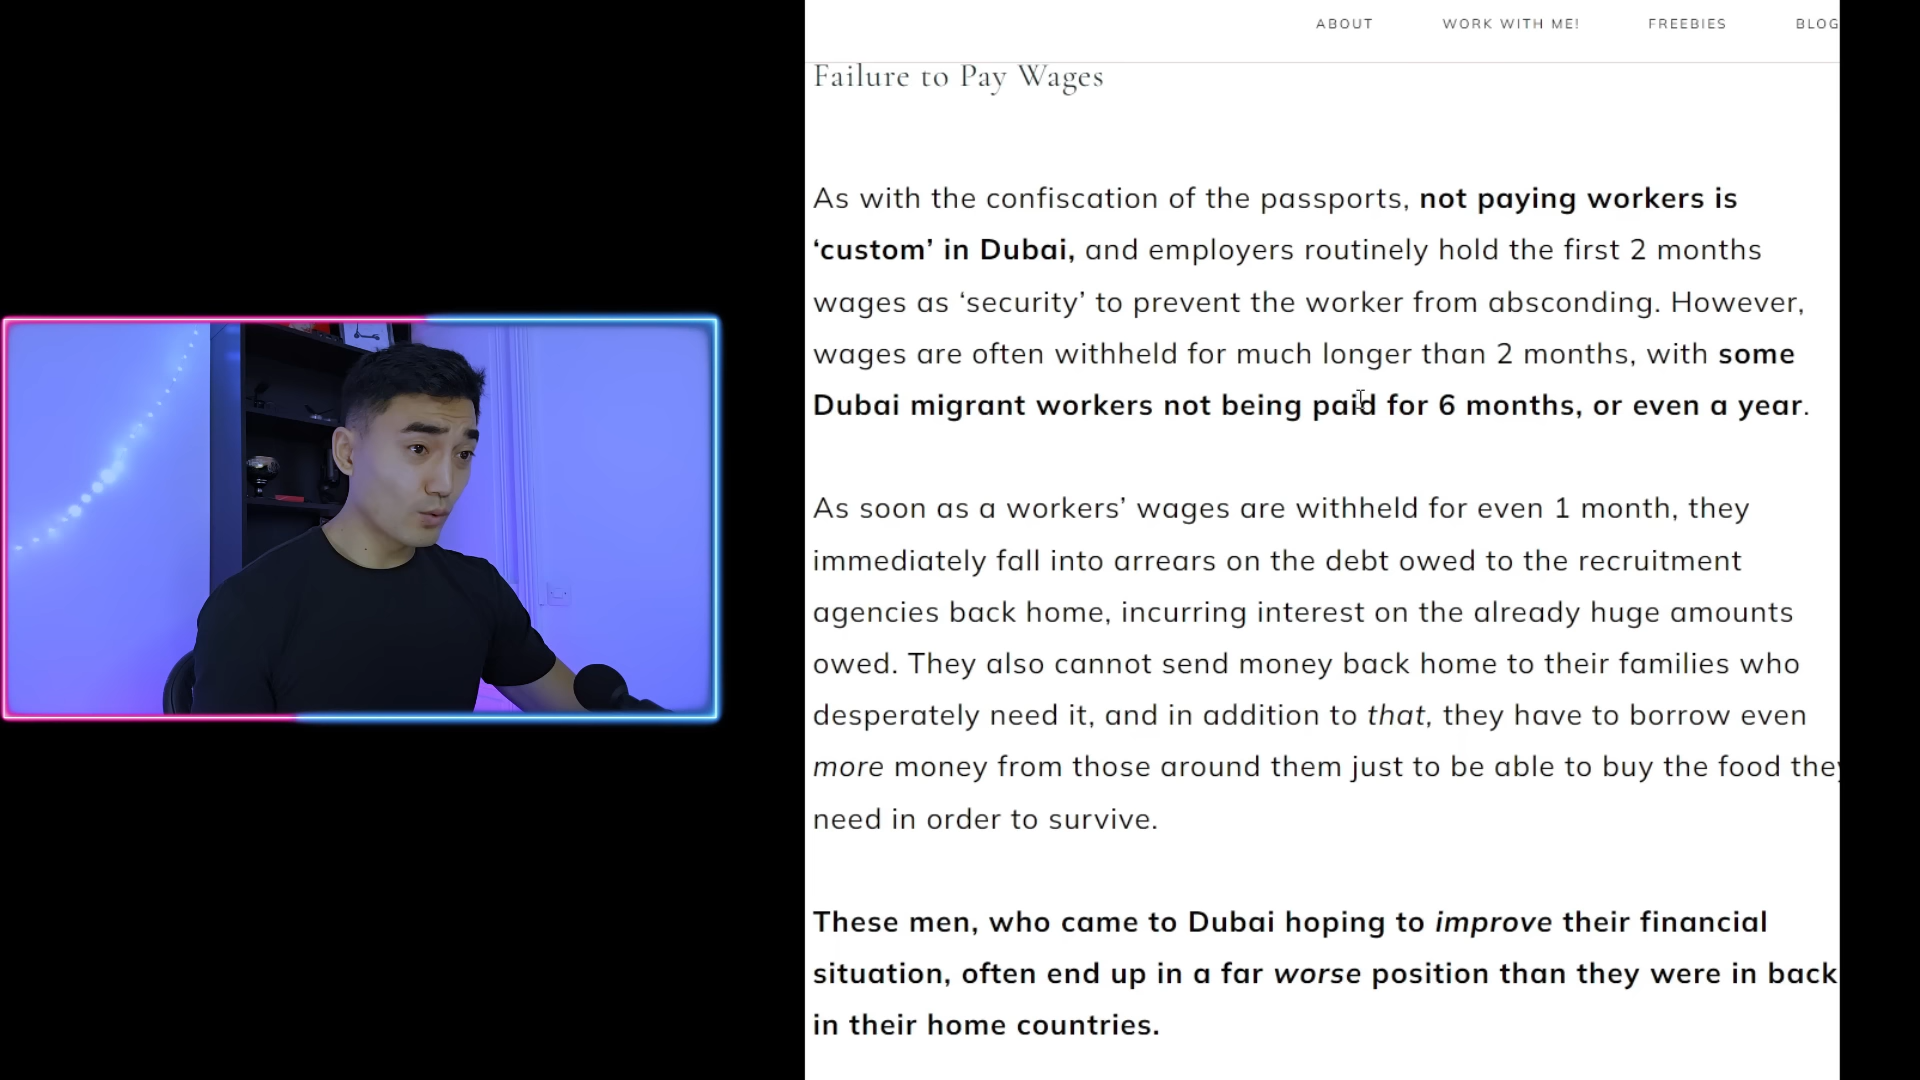 ABOUT WORK WITH ME! FREEBIES BLOG
Failure to Pay Wages
As with the confiscation of the passports, not paying workers is
‘custom’ in Dubai, and employers routinely hold the first 2 months
wages as ‘security’ to prevent the worker from absconding. However,
wages are often withheld for much longer than 2 months, with some
Dubai migrant workers not being paid for 6 months, or even a year.
As soon as a workers’ wages are withheld for even 1 month, they
immediately fall into arrears on the debt owed to the recruitment
agencies back home, incurring interest on the already huge amounts
owed. They also cannot send money back home to their families who
desperately need it, and in addition to that, they have to borrow even
more money from those around them just to be able to buy the food they
need in order to survive.
These men, who came to Dubai hoping to improve their financial
situation, often end up in a far worse position than they were in back
in their home countries.